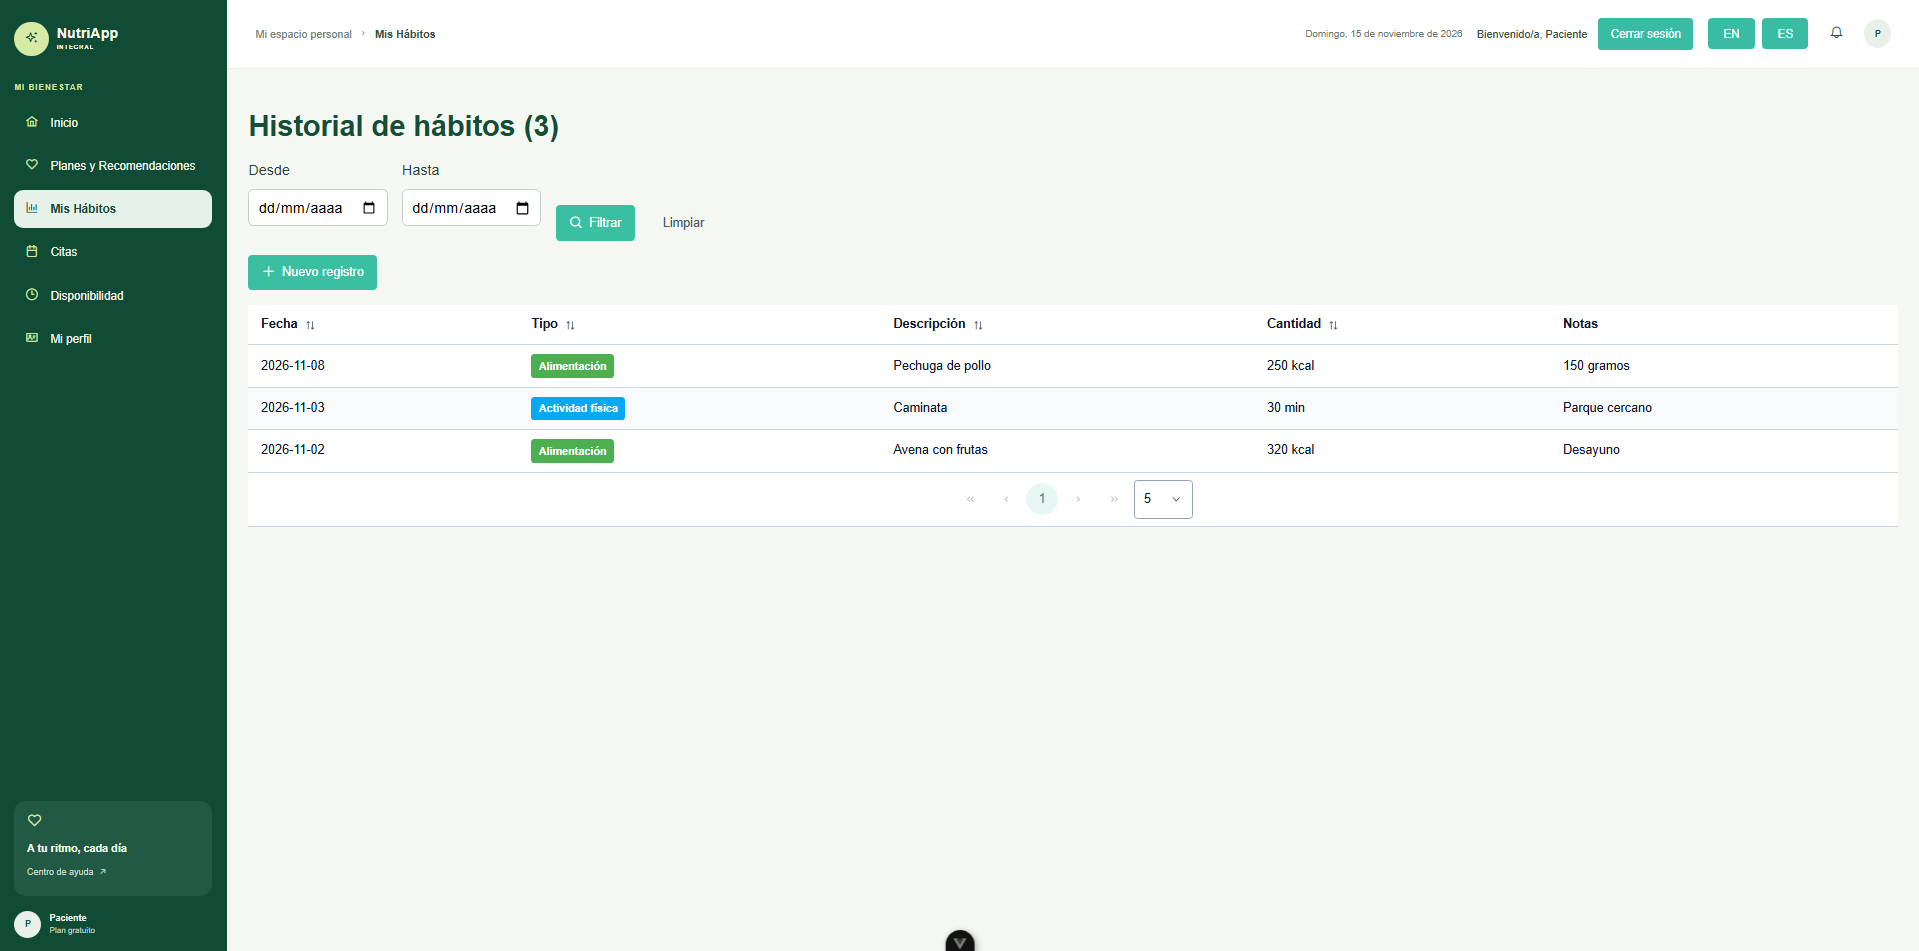 NutriApp
INTEGRAL
MI BIENESTAR
Inicio
Planes y Recomendaciones
Mis Hábitos
Citas
Disponibilidad
Mi perfil
A tu ritmo, cada día
Centro de ayuda ↗
P
Paciente
Plan gratuito
Mi espacio personal › Mis Hábitos
Domingo, 15 de noviembre de 2026 Bienvenido/a, Paciente Cerrar sesión EN ES P
Historial de hábitos (3)
Desde Hasta
dd/mm/aaaa dd/mm/aaaa Filtrar Limpiar
+ Nuevo registro
Fecha Tipo Descripción Cantidad Notas
2026-11-08 Alimentación Pechuga de pollo 250 kcal 150 gramos
2026-11-03 Actividad física Caminata 30 min Parque cercano
2026-11-02 Alimentación Avena con frutas 320 kcal Desayuno
« ‹ 1 › » 5